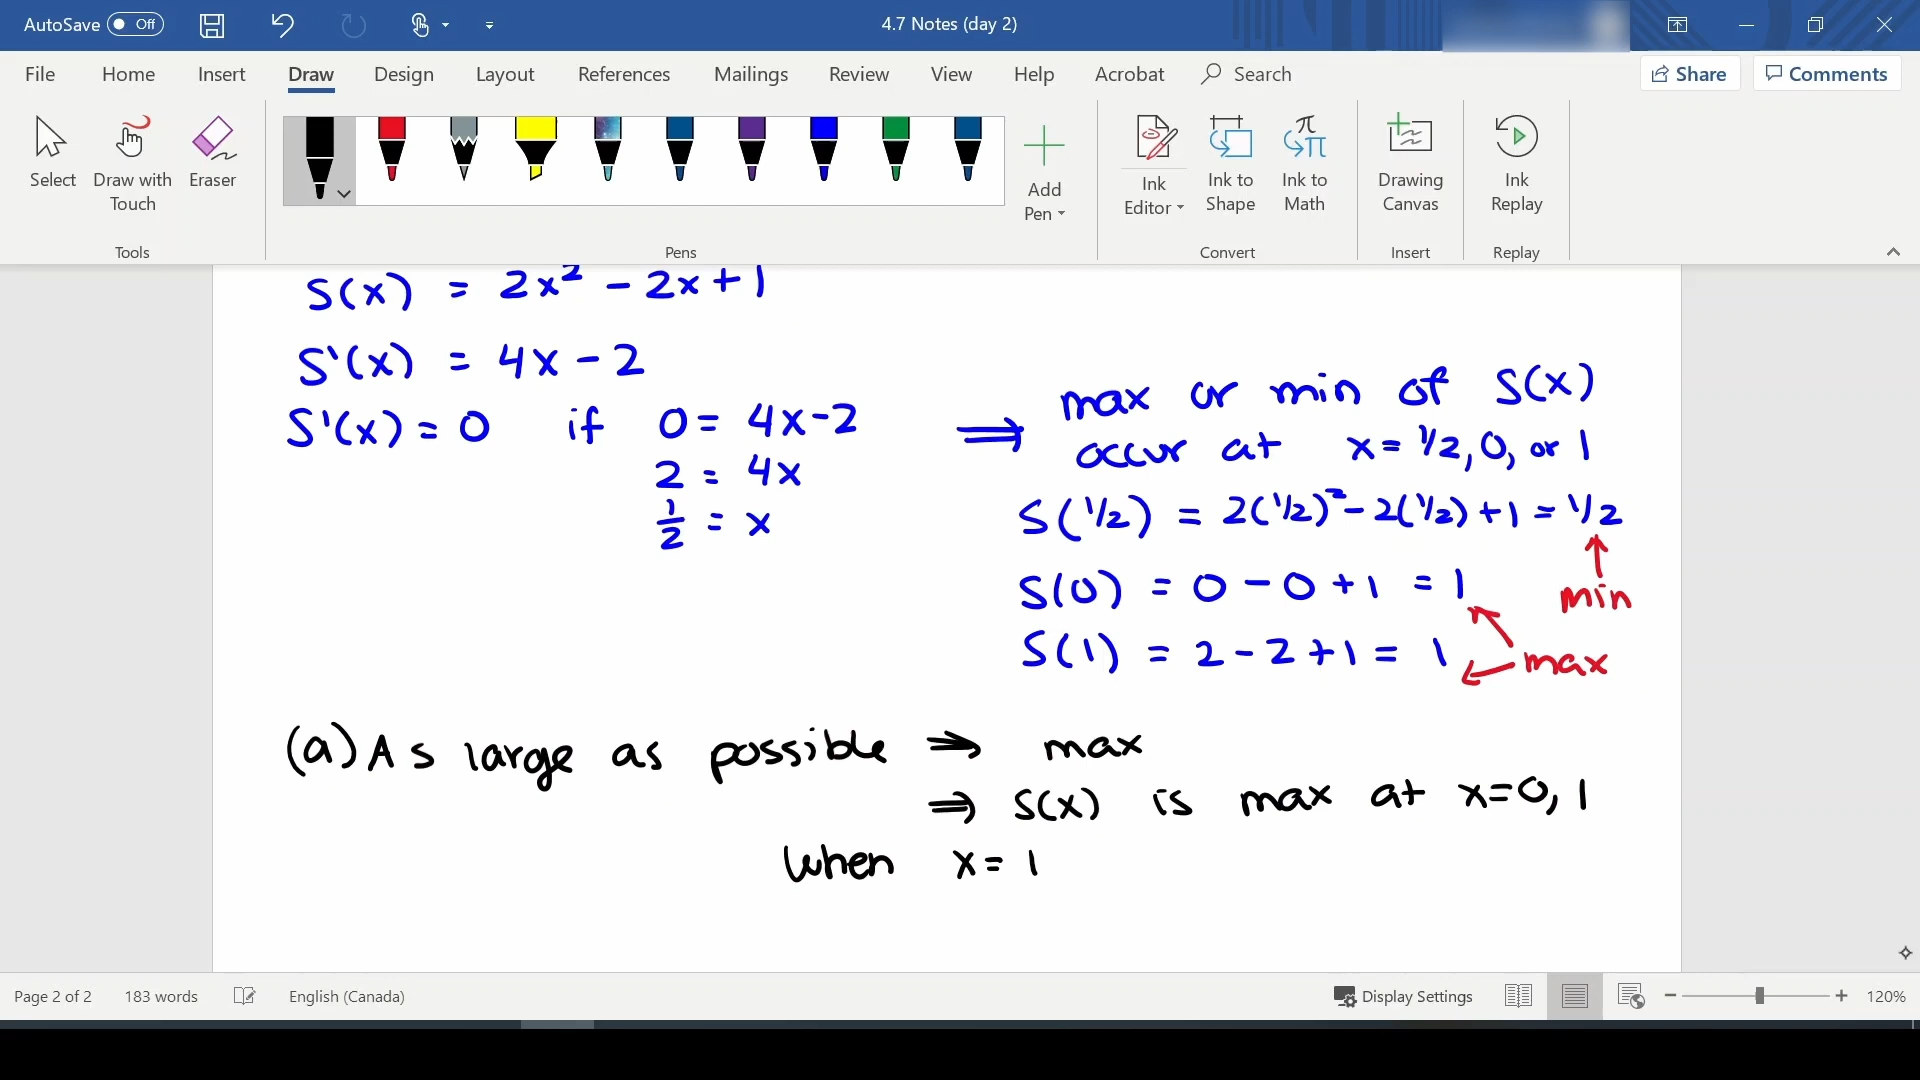 AutoSave Off 4.7 Notes (day 2)
File Home Insert Draw Design Layout References Mailings Review View Help Acrobat Search Share Comments
Select
Draw with Touch
Eraser
Add Pen
Ink Editor
Ink to Shape
Ink to Math
Drawing Canvas
Ink Replay
Tools Pens Convert Insert Replay
S(x) = 2x² - 2x + 1
S'(x) = 4x - 2
S'(x) = 0 if 0 = 4x - 2
2 = 4x
1/2 = x
⇒ max or min of S(x)
occur at x = 1/2, 0, or 1
S(1/2) = 2(1/2)² - 2(1/2) + 1 = 1/2
min
S(0) = 0 - 0 + 1 = 1
S(1) = 2 - 2 + 1 = 1
max
(a) As large as possible ⇒ max
⇒ S(x) is max at x=0, 1
When x = 1
Page 2 of 2 183 words English (Canada) Display Settings 120%